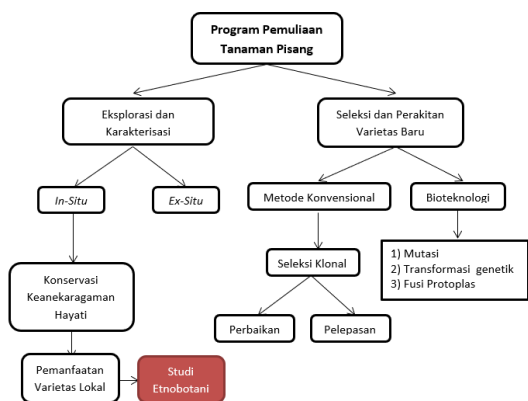 Program Pemuliaan
Tanaman Pisang
Eksplorasi dan
Karakterisasi
Seleksi dan Perakitan
Varietas Baru
In-Situ
Ex-Situ
Metode Konvensional
Bioteknologi
1) Mutasi
2) Transformasi genetik
3) Fusi Protoplas
Konservasi
Keanekaragaman
Hayati
Seleksi Klonal
Perbaikan
Pelepasan
Pemanfaatan
Varietas Lokal
Studi
Etnobotani